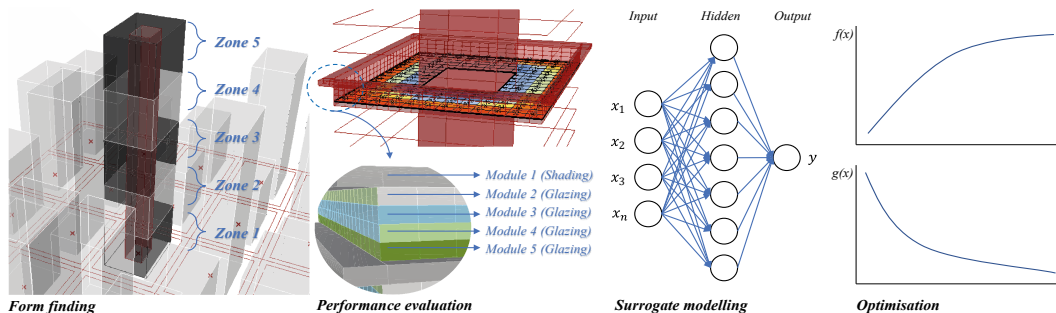 Zone 5
Zone 4
Zone 3
Zone 2
Zone 1
Form finding
Module 1 (Shading)
Module 2 (Glazing)
Module 3 (Glazing)
Module 4 (Glazing)
Module 5 (Glazing)
Performance evaluation
Input Hidden Output
x1
x2
x3
xn
y
Surrogate modelling
f(x)
g(x)
Optimisation